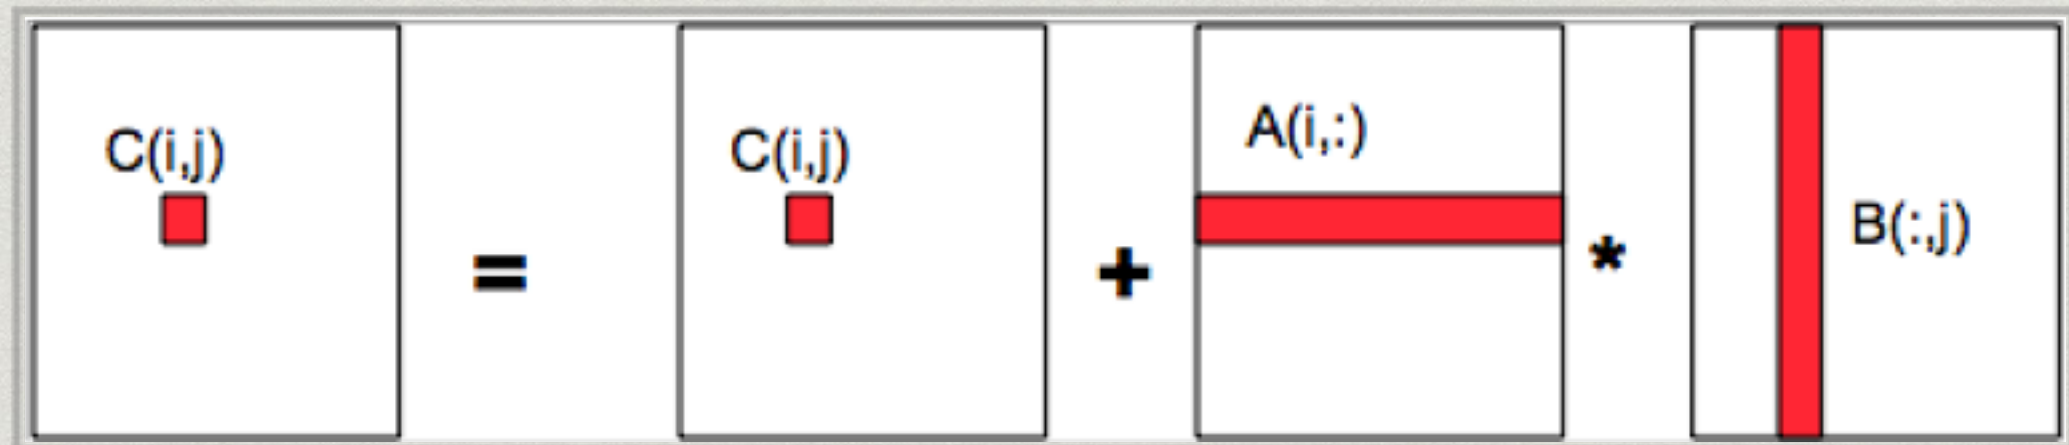 C(i,j) = C(i,j) + A(i,:) * B(:,j)